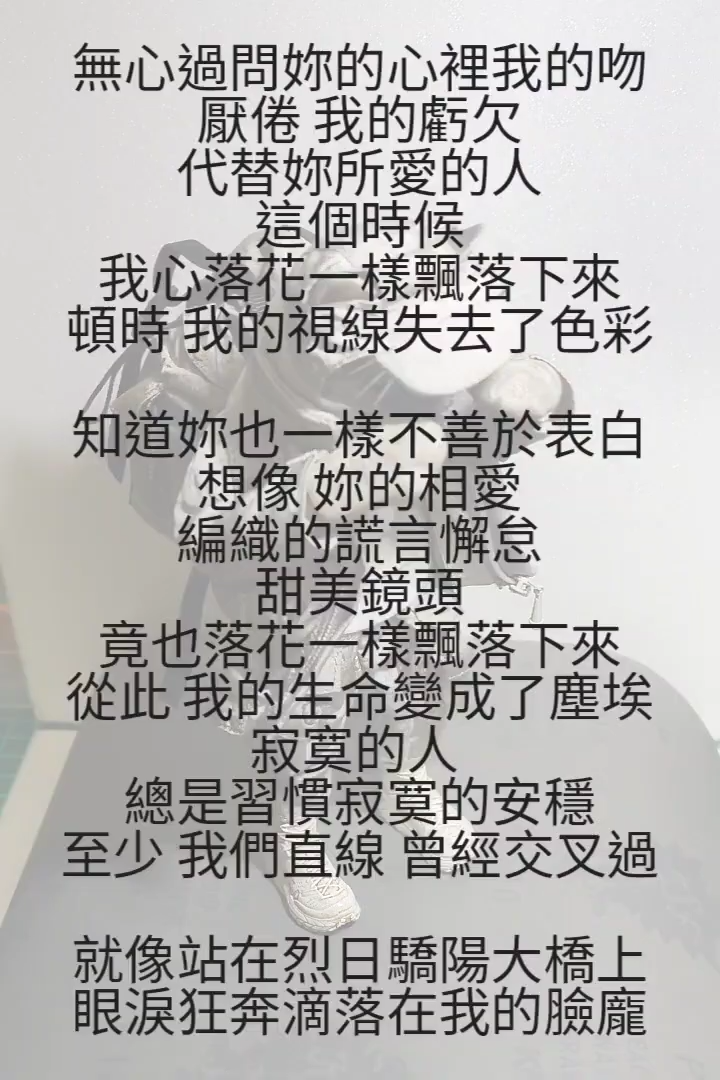 無心過問妳的心裡我的吻
厭倦 我的虧欠
代替妳所愛的人
這個時候
我心落花一樣飄落下來
頓時 我的視線失去了色彩
知道妳也一樣不善於表白
想像 妳的相愛
編織的謊言懈怠
甜美鏡頭
竟也落花一樣飄落下來
從此 我的生命變成了塵埃
寂寞的人
總是習慣寂寞的安穩
至少 我們直線 曾經交叉過
就像站在烈日驕陽大橋上
眼淚狂奔滴落在我的臉龐